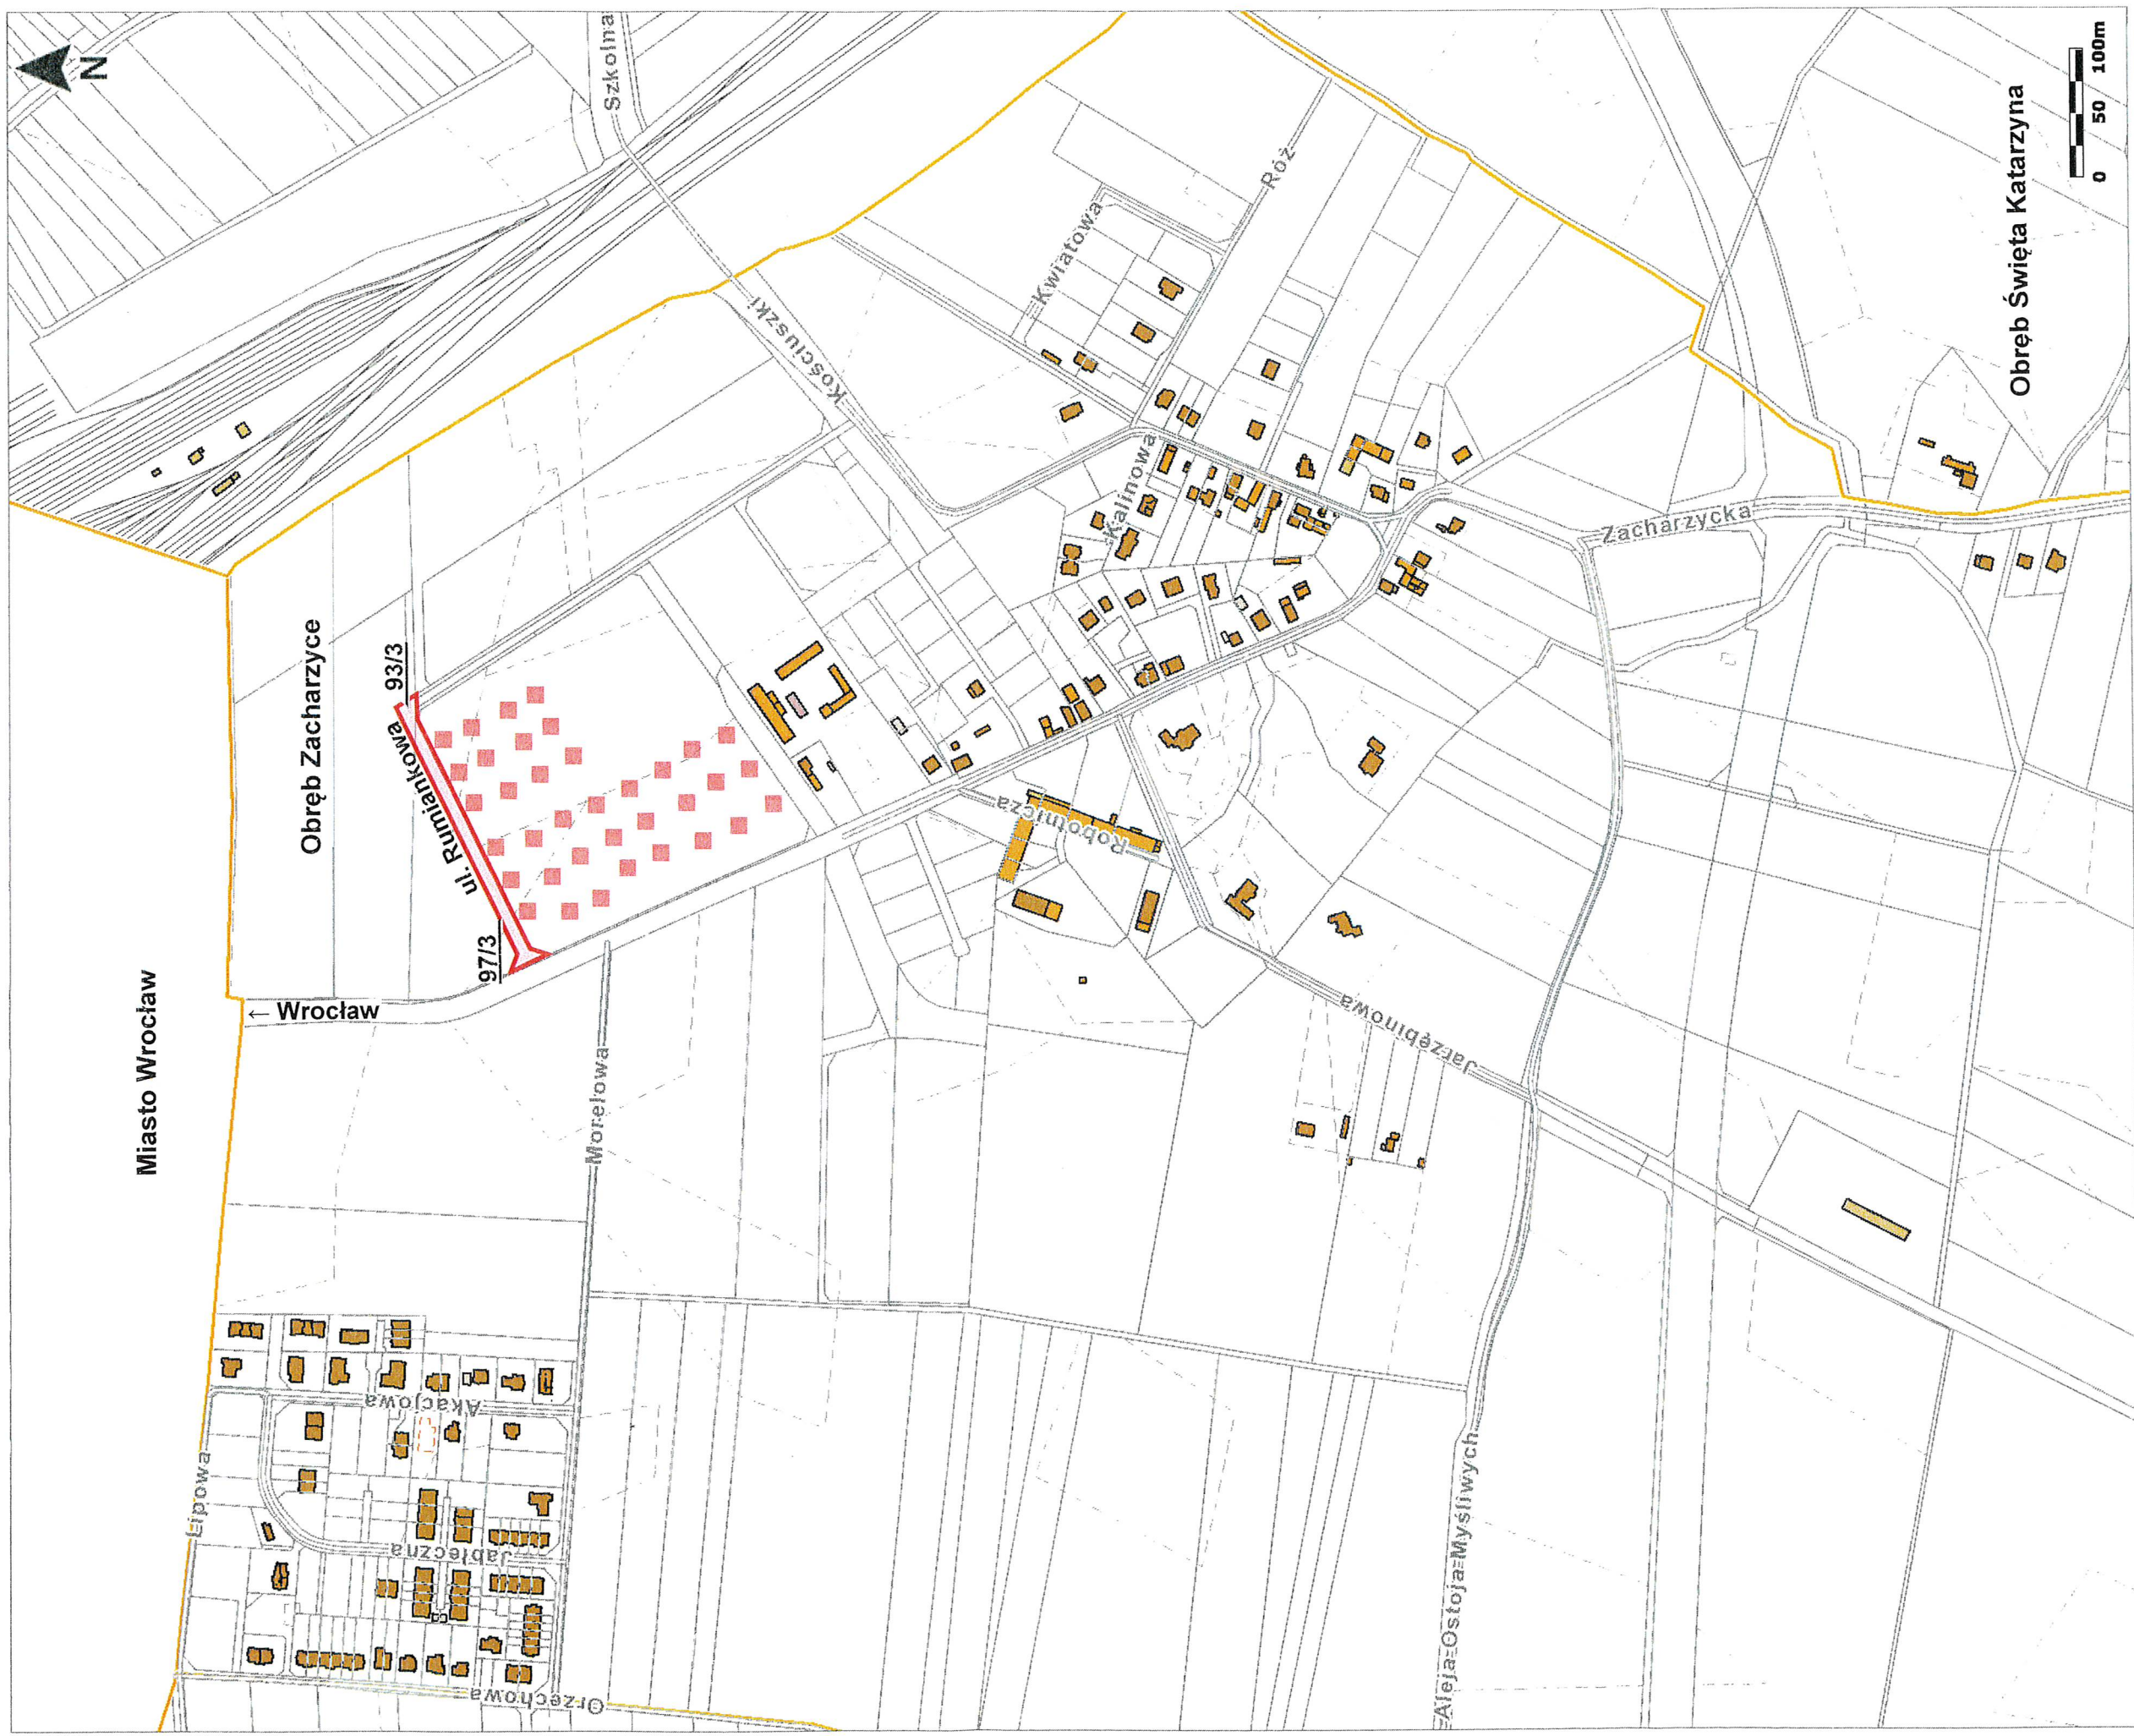 N
Szkolna
Obręb Święta Katarzyna
0 50 100m
Kościuszki
Kwiatowa
Róż
Kalinowa
Zacharzycka
Obręb Zacharzyce
93/3
ul. Rumiankowa
97/3
Robotnicza
← Wrocław
Miasto Wrocław
Morelowa
Jarzębinowa
Akacjowa
Lipowa
Jabłeczna
Orzechowa
Aleja Ostoja Myśliwych